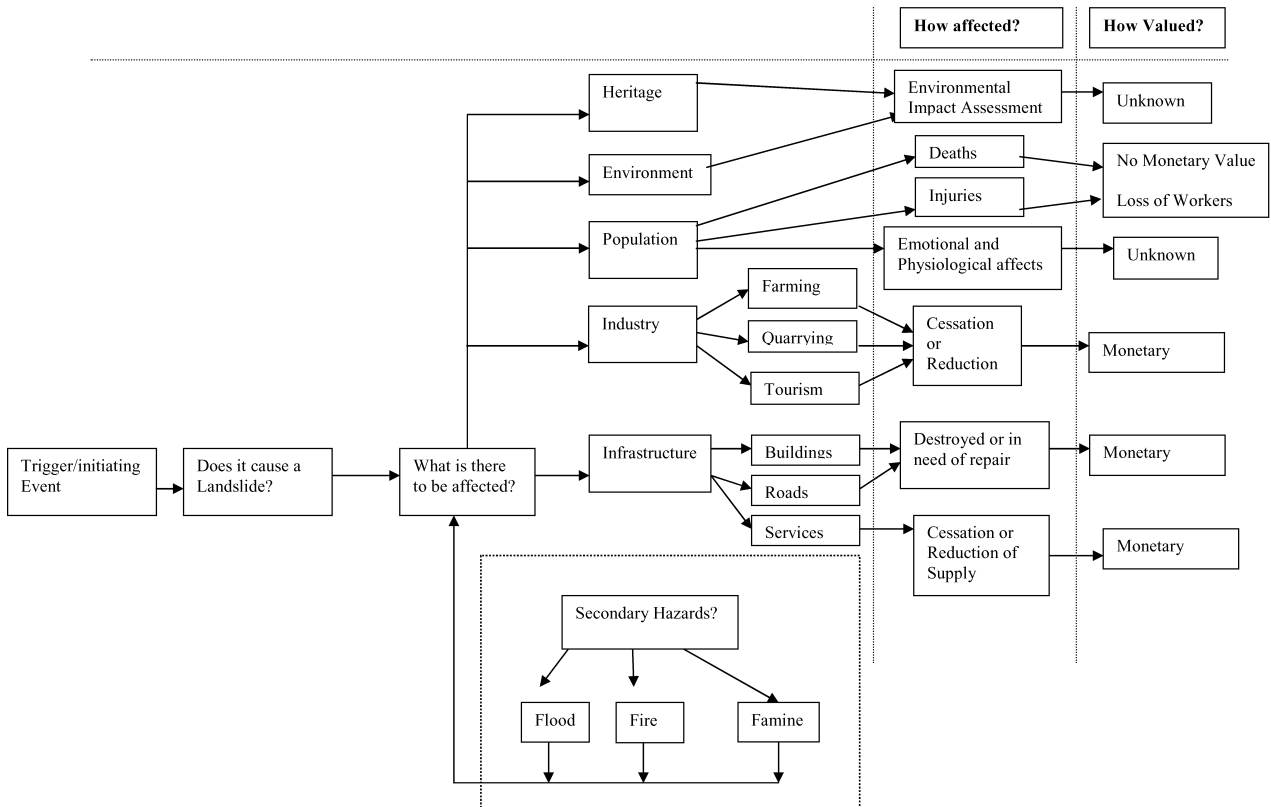 How affected?
How Valued?
Heritage
Environmental
Impact Assessment
Unknown
Environment
Deaths
No Monetary Value
Injuries
Loss of Workers
Population
Emotional and
Physiological affects
Unknown
Farming
Industry
Quarrying
Cessation
or
Reduction
Monetary
Tourism
Trigger/initiating
Event
Does it cause a
Landslide?
What is there
to be affected?
Infrastructure
Buildings
Destroyed or in
need of repair
Monetary
Roads
Services
Cessation or
Reduction of
Supply
Monetary
Secondary Hazards?
Flood
Fire
Famine